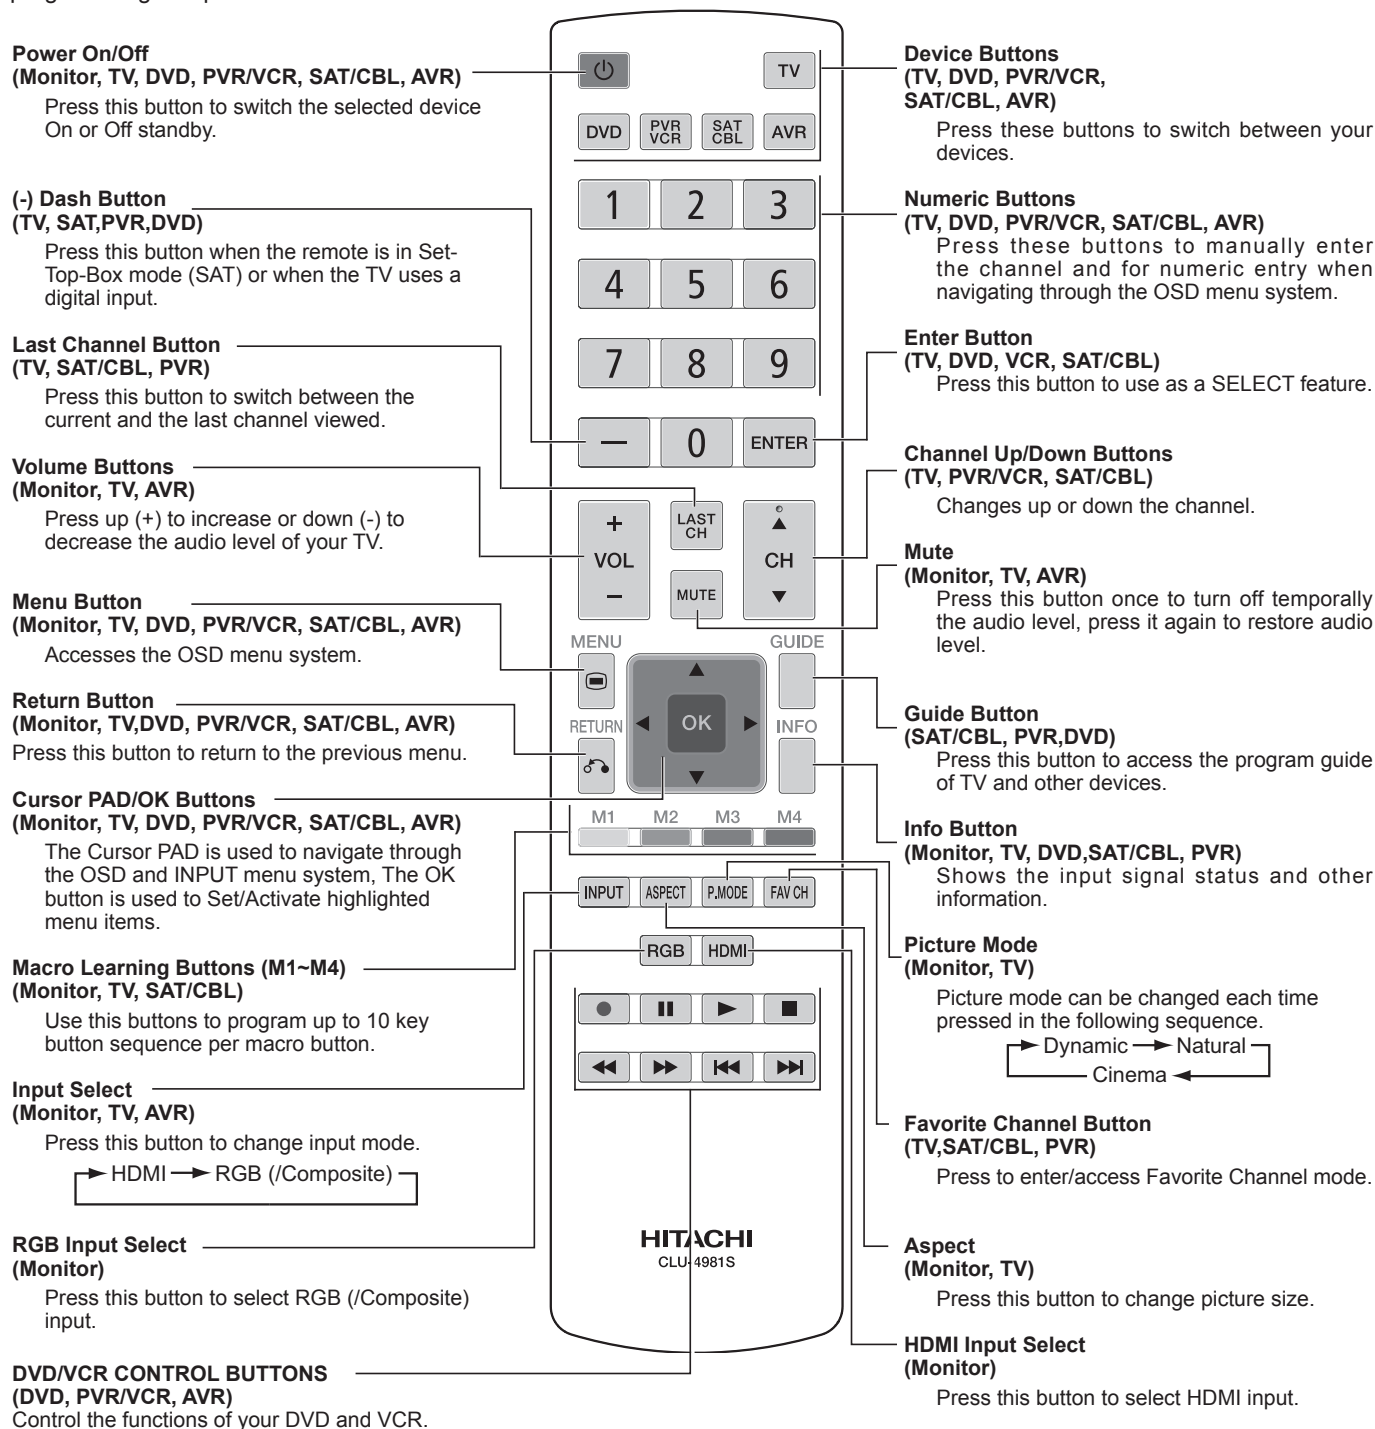 Power On/Off
(Monitor, TV, DVD, PVR/VCR, SAT/CBL, AVR)
Press this button to switch the selected device
On or Off standby.
(-) Dash Button
(TV, SAT,PVR,DVD)
Press this button when the remote is in Set-
Top-Box mode (SAT) or when the TV uses a
digital input.
Last Channel Button
(TV, SAT/CBL, PVR)
Press this button to switch between the
current and the last channel viewed.
Volume Buttons
(Monitor, TV, AVR)
Press up (+) to increase or down (-) to
decrease the audio level of your TV.
Menu Button
(Monitor, TV, DVD, PVR/VCR, SAT/CBL, AVR)
Accesses the OSD menu system.
Return Button
(Monitor, TV,DVD, PVR/VCR, SAT/CBL, AVR)
Press this button to return to the previous menu.
Cursor PAD/OK Buttons
(Monitor, TV, DVD, PVR/VCR, SAT/CBL, AVR)
The Cursor PAD is used to navigate through
the OSD and INPUT menu system, The OK
button is used to Set/Activate highlighted
menu items.
Macro Learning Buttons (M1~M4)
(Monitor, TV, SAT/CBL)
Use this buttons to program up to 10 key
button sequence per macro button.
Input Select
(Monitor, TV, AVR)
Press this button to change input mode.
HDMI RGB (/Composite)
RGB Input Select
(Monitor)
Press this button to select RGB (/Composite)
input.
DVD/VCR CONTROL BUTTONS
(DVD, PVR/VCR, AVR)
Control the functions of your DVD and VCR.
TV
DVD PVR VCR SAT CBL AVR
1 2 3
4 5 6
7 8 9
— 0 ENTER
+ LAST CH
VOL CH
− MUTE
MENU GUIDE
OK
RETURN INFO
M1 M2 M3 M4
INPUT ASPECT P.MODE FAV CH
RGB HDMI
HITACHI
CLU-4981S
Device Buttons
(TV, DVD, PVR/VCR,
SAT/CBL, AVR)
Press these buttons to switch between your
devices.
Numeric Buttons
(TV, DVD, PVR/VCR, SAT/CBL, AVR)
Press these buttons to manually enter
the channel and for numeric entry when
navigating through the OSD menu system.
Enter Button
(TV, DVD, VCR, SAT/CBL)
Press this button to use as a SELECT feature.
Channel Up/Down Buttons
(TV, PVR/VCR, SAT/CBL)
Changes up or down the channel.
Mute
(Monitor, TV, AVR)
Press this button once to turn off temporally
the audio level, press it again to restore audio
level.
Guide Button
(SAT/CBL, PVR,DVD)
Press this button to access the program guide
of TV and other devices.
Info Button
(Monitor, TV, DVD,SAT/CBL, PVR)
Shows the input signal status and other
information.
Picture Mode
(Monitor, TV)
Picture mode can be changed each time
pressed in the following sequence.
Dynamic Natural
Cinema
Favorite Channel Button
(TV,SAT/CBL, PVR)
Press to enter/access Favorite Channel mode.
Aspect
(Monitor, TV)
Press this button to change picture size.
HDMI Input Select
(Monitor)
Press this button to select HDMI input.